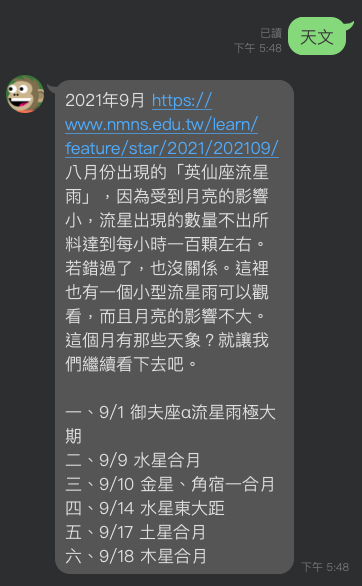 已讀
下午 5:48
天文
2021年9月 https://
www.nmns.edu.tw/learn/
feature/star/2021/202109/
八月份出現的「英仙座流星
雨」，因為受到月亮的影響
小，流星出現的數量不出所
料達到每小時一百顆左右。
若錯過了，也沒關係。這裡
也有一個小型流星雨可以觀
看，而且月亮的影響不大。
這個月有那些天象？就讓我
們繼續看下去吧。
一、9/1 御夫座α流星雨極大
期
二、9/9 水星合月
三、9/10 金星、角宿一合月
四、9/14 水星東大距
五、9/17 土星合月
六、9/18 木星合月
下午 5:48